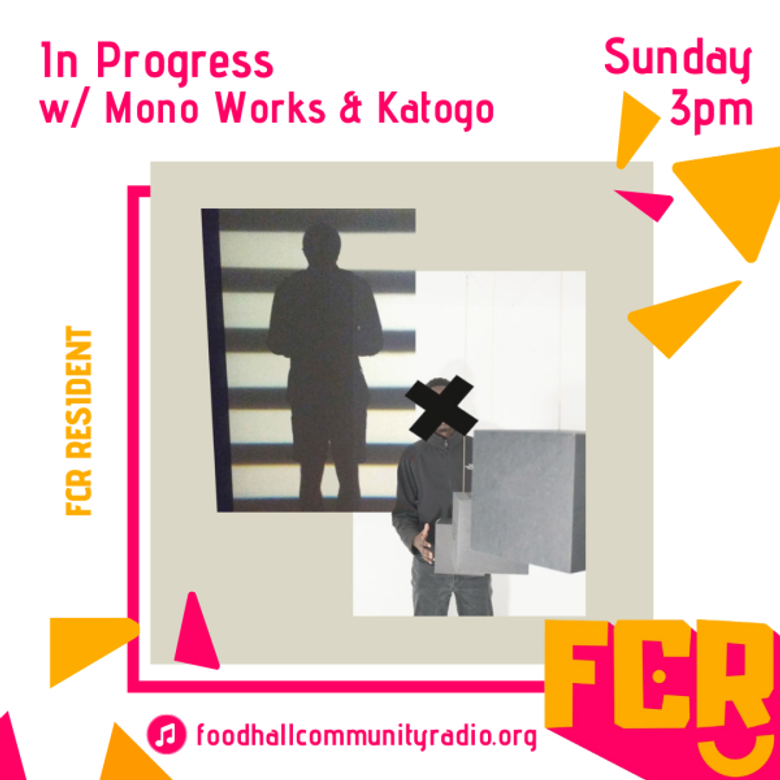 In Progress
w/ Mono Works & Katogo
Sunday
3pm
FCR RESIDENT
FCR
foodhallcommunityradio.org